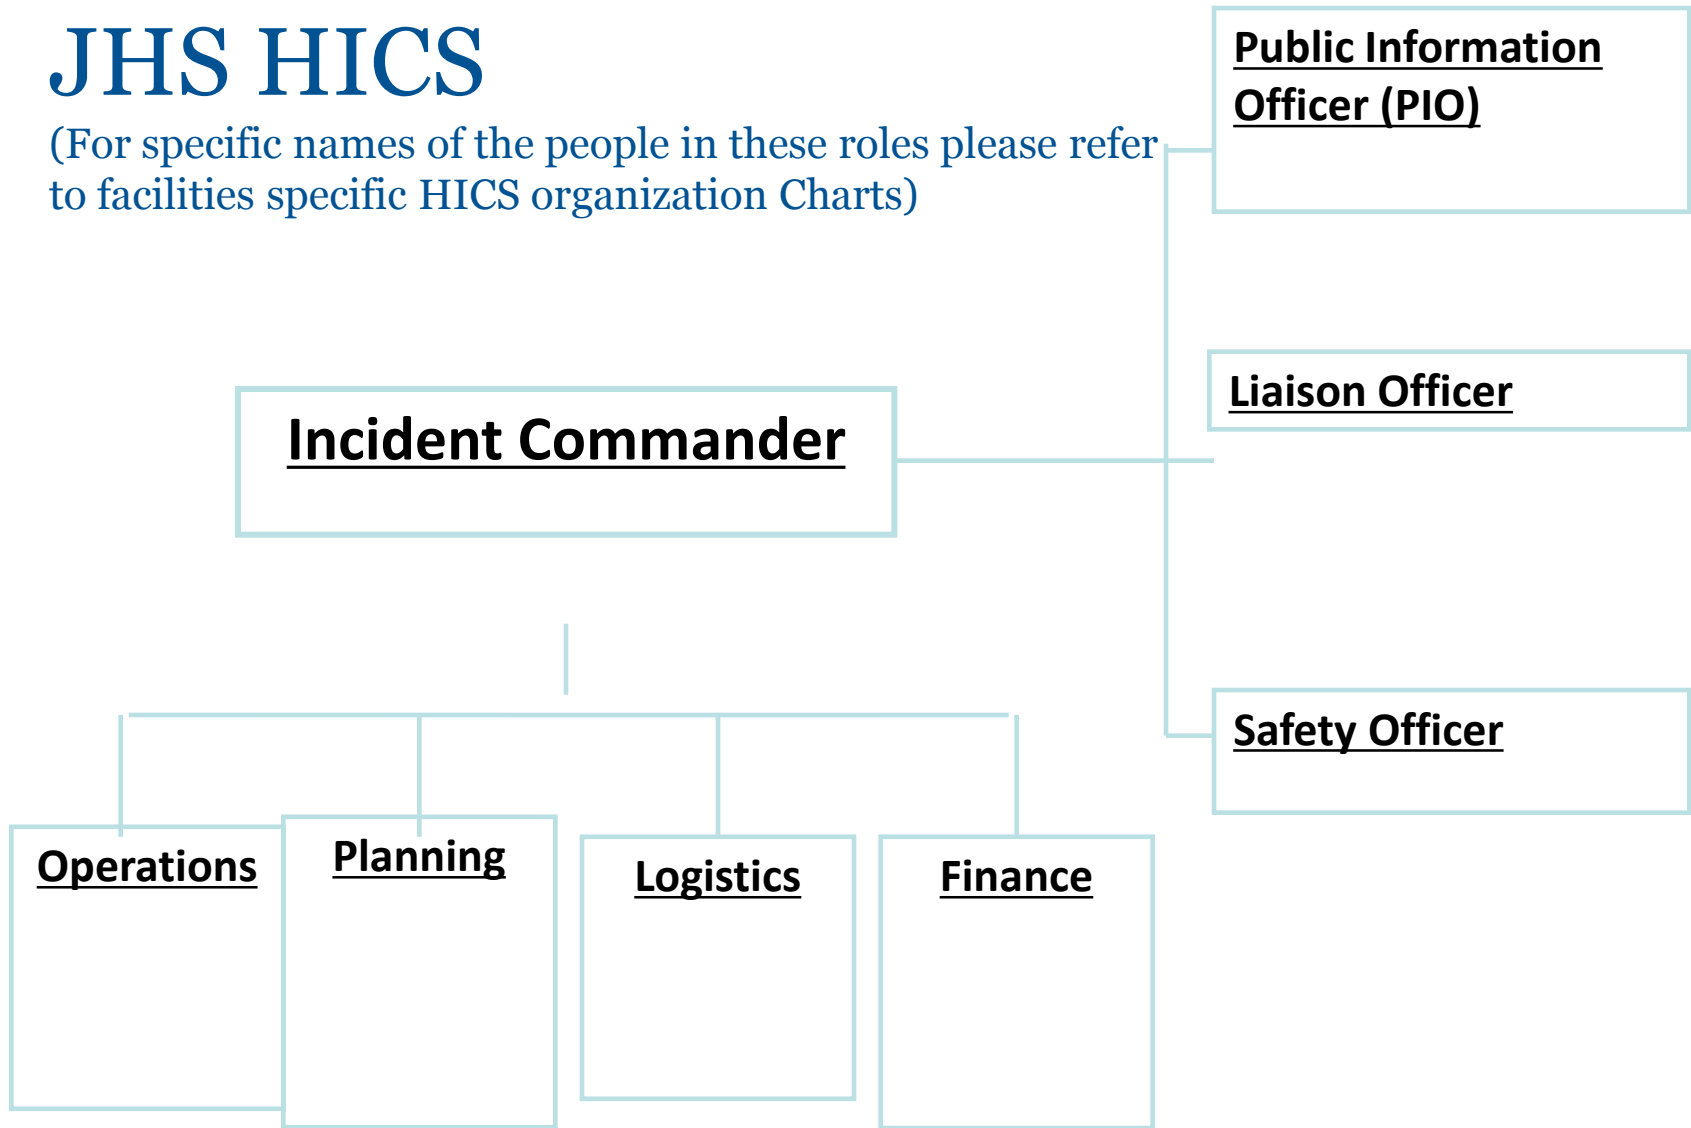 JHS HICS
(For specific names of the people in these roles please refer
to facilities specific HICS organization Charts)
Public Information
Officer (PIO)
Liaison Officer
Incident Commander
Safety Officer
Operations
Planning
Logistics
Finance